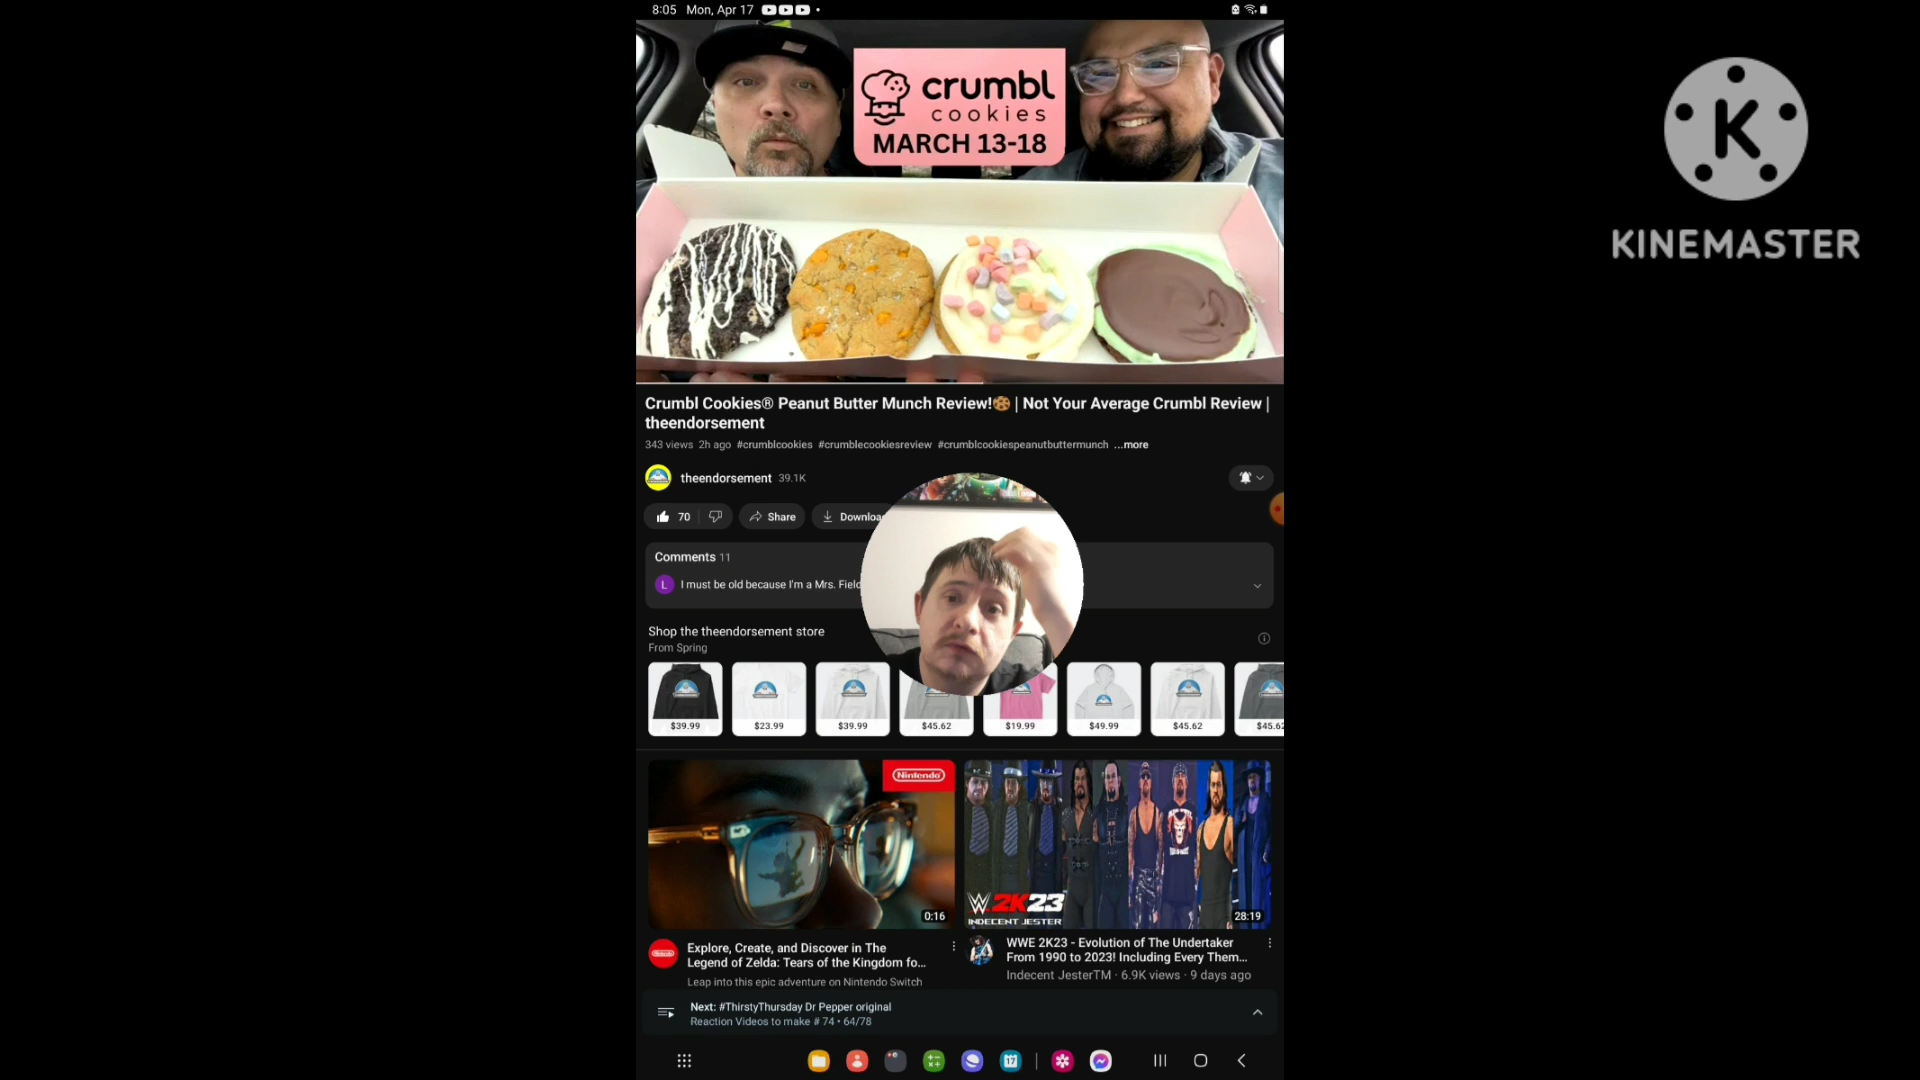 8:05 Mon, Apr 17
crumbl
cookies
MARCH 13-18
K
KINEMASTER
Crumbl Cookies® Peanut Butter Munch Review!🍪 | Not Your Average Crumbl Review |
theendorsement
343 views 2h ago #crumblcookies #crumblecookiesreview #crumblcookiespeanutbuttermunch ...more
theendorsement 39.1K
70 Share Downloa
Comments 11
L I must be old because I'm a Mrs. Field
Shop the theendorsement store
From Spring
$39.99 $23.99 $39.99 $45.62 $19.99 $49.99 $45.62 $45.62
Nintendo
0:16
W 2K23
INDECENT JESTER
28:19
Explore, Create, and Discover in The
Legend of Zelda: Tears of the Kingdom fo...
Leap into this epic adventure on Nintendo Switch
WWE 2K23 - Evolution of The Undertaker
From 1990 to 2023! Including Every Them...
Indecent JesterTM · 6.9K views · 9 days ago
Next: #ThirstyThursday Dr Pepper original
Reaction Videos to make # 74 • 64/78
17